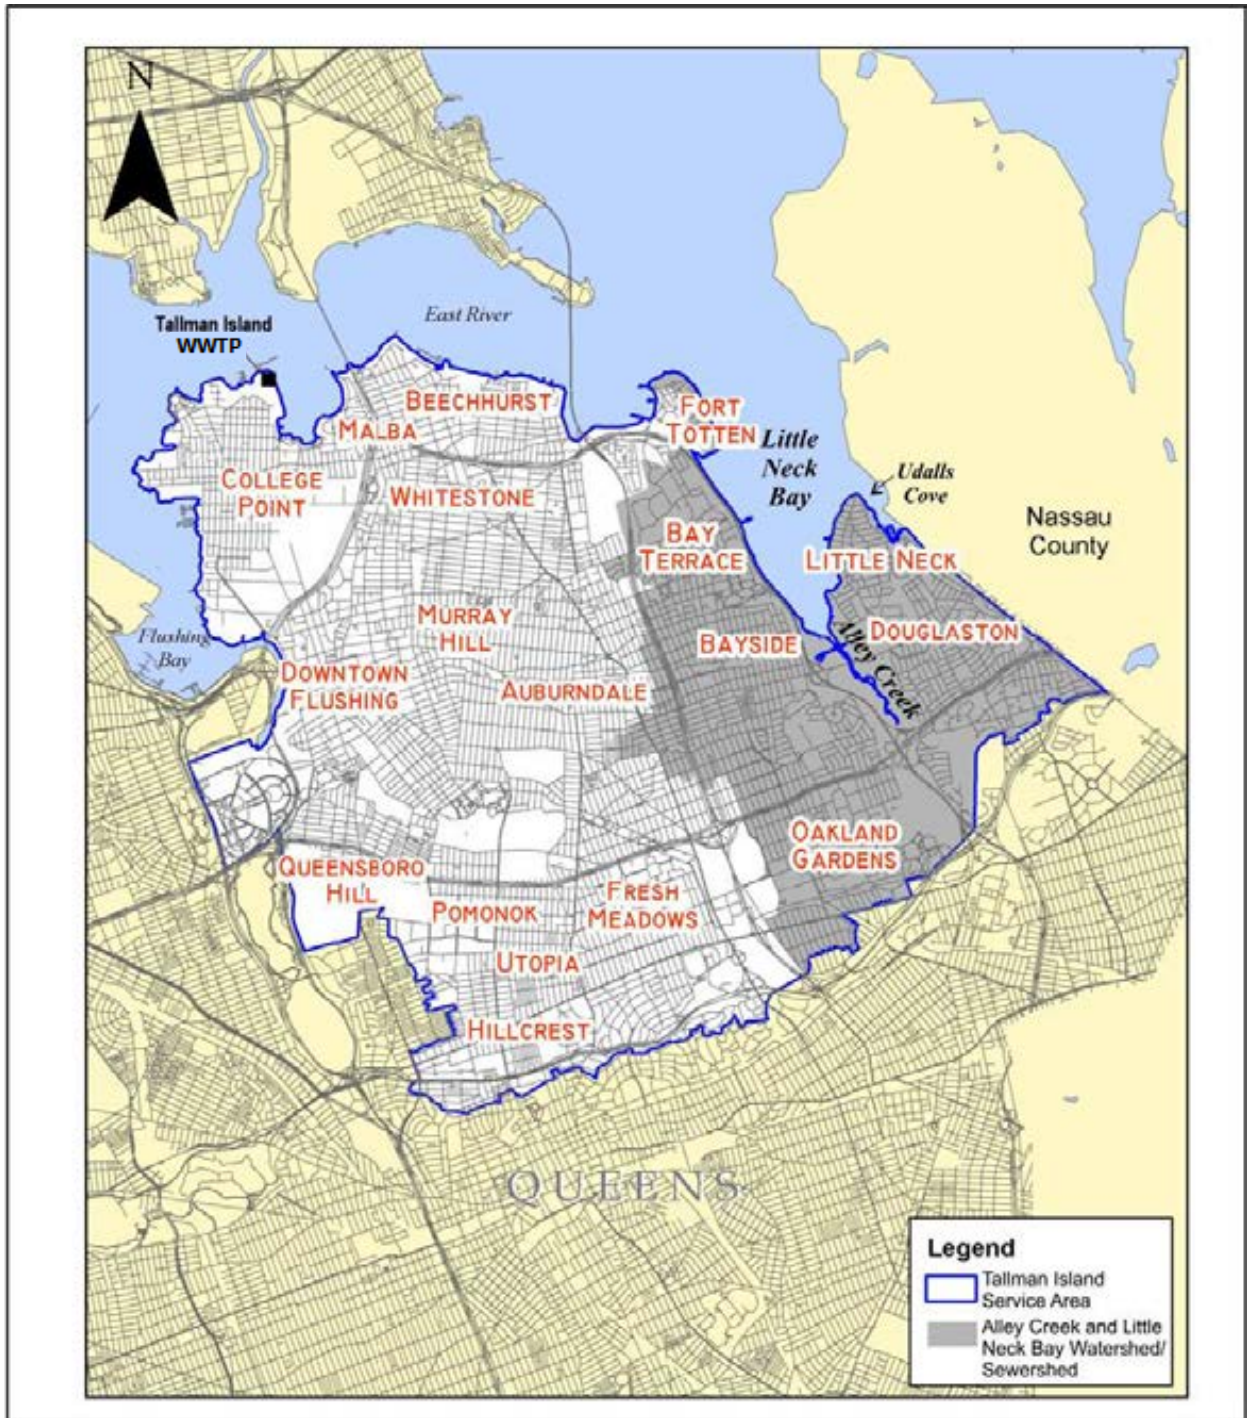 N
East River
Tallman Island
WWTP
BEECHHURST
MALBA
FORT
TOTTEN
Little
Neck
Bay
Udalls
Cove
COLLEGE
POINT
WHITESTONE
Nassau
County
BAY
TERRACE
LITTLE NECK
MURRAY
HILL
Flushing
Bay
BAYSIDE
DOUGLASTON
Alley Creek
DOWNTOWN
FLUSHING
AUBURNDALE
OAKLAND
GARDENS
QUEENSBORO
HILL
FRESH
MEADOWS
POMONOK
UTOPIA
HILLCREST
QUEENS
Legend
Tallman Island
Service Area
Alley Creek and Little
Neck Bay Watershed/
Sewershed